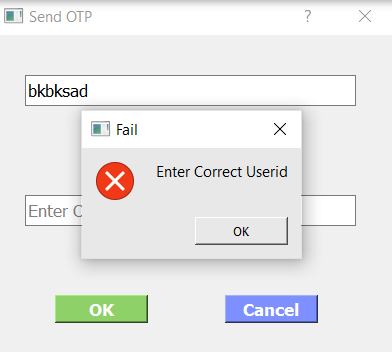 Send OTP
?
bkbksad
Fail
Enter Correct Userid
OK
Enter
OK
Cancel